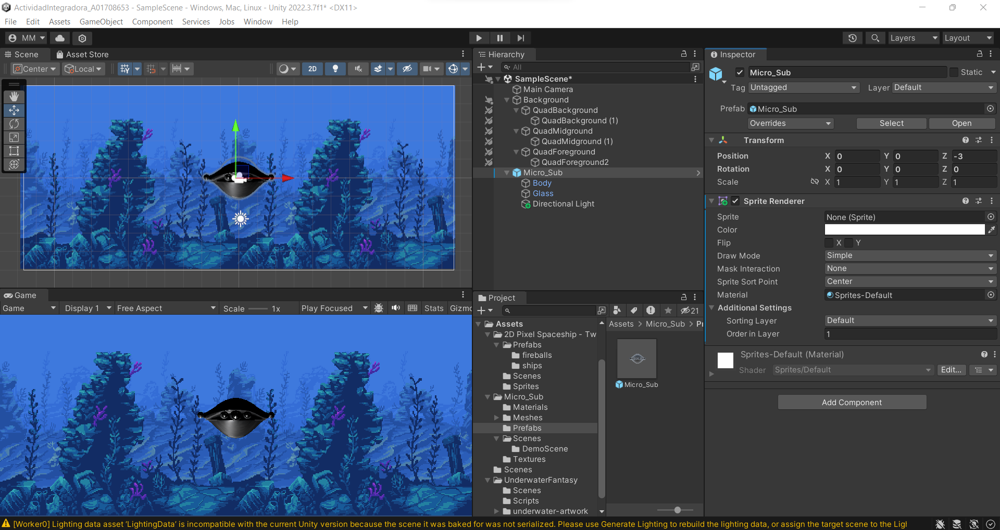 ActividadIntegradora_A01708653 - SampleScene - Windows, Mac, Linux - Unity 2022.3.7f1* <DX11>
File Edit Assets GameObject Component Services Jobs Window Help
MM Layers Layout
Scene Asset Store
Center Local 2D
Hierarchy
All
SampleScene*
Main Camera
Background
QuadBackground
QuadBackground (1)
QuadMidground
QuadMidground (1)
QuadForeground
QuadForeground2
Micro_Sub
Body
Glass
Directional Light
Inspector
Micro_Sub Static
Tag Untagged Layer Default
Prefab Micro_Sub
Overrides Select Open
Transform
Position X 0 Y 0 Z -3
Rotation X 0 Y 0 Z 0
Scale X 1 Y 1 Z 1
Sprite Renderer
Sprite None (Sprite)
Color
Flip X Y
Draw Mode Simple
Mask Interaction None
Sprite Sort Point Center
Material Sprites-Default
Additional Settings
Sorting Layer Default
Order in Layer 1
Sprites-Default (Material)
Shader Sprites/Default Edit...
Add Component
Game
Game Display 1 Free Aspect Scale 1x Play Focused Stats Gizmo
Project
21
Assets
2D Pixel Spaceship - Tw
Prefabs
fireballs
ships
Scenes
Sprites
Micro_Sub
Materials
Meshes
Prefabs
Scenes
DemoScene
Textures
Scenes
UnderwaterFantasy
Scenes
Scripts
underwater-artwork
Assets > Micro_Sub > Pr
Micro_Sub
[Worker0] Lighting data asset 'LightingData' is incompatible with the current Unity version because the scene it was baked for was not serialized. Please use Generate Lighting to rebuild the lighting data, or assign the target scene to the Ligh